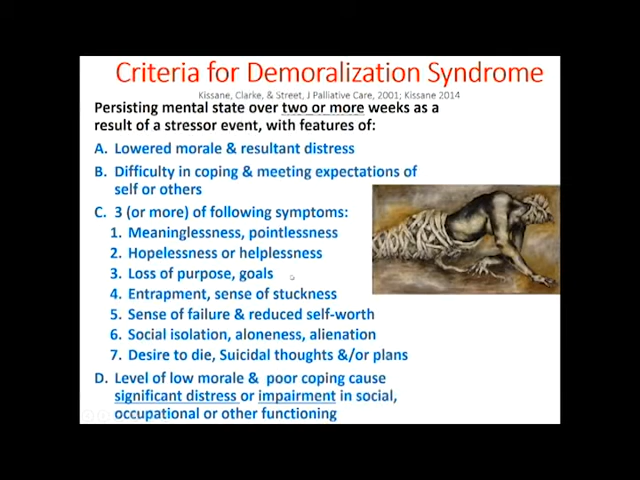 Criteria for Demoralization Syndrome
Kissane, Clarke, & Street, J Palliative Care, 2001; Kissane 2014
Persisting mental state over two or more weeks as a
result of a stressor event, with features of:
A. Lowered morale & resultant distress
B. Difficulty in coping & meeting expectations of
self or others
C. 3 (or more) of following symptoms:
1. Meaninglessness, pointlessness
2. Hopelessness or helplessness
3. Loss of purpose, goals
4. Entrapment, sense of stuckness
5. Sense of failure & reduced self-worth
6. Social isolation, aloneness, alienation
7. Desire to die, Suicidal thoughts &/or plans
D. Level of low morale & poor coping cause
significant distress or impairment in social,
occupational or other functioning